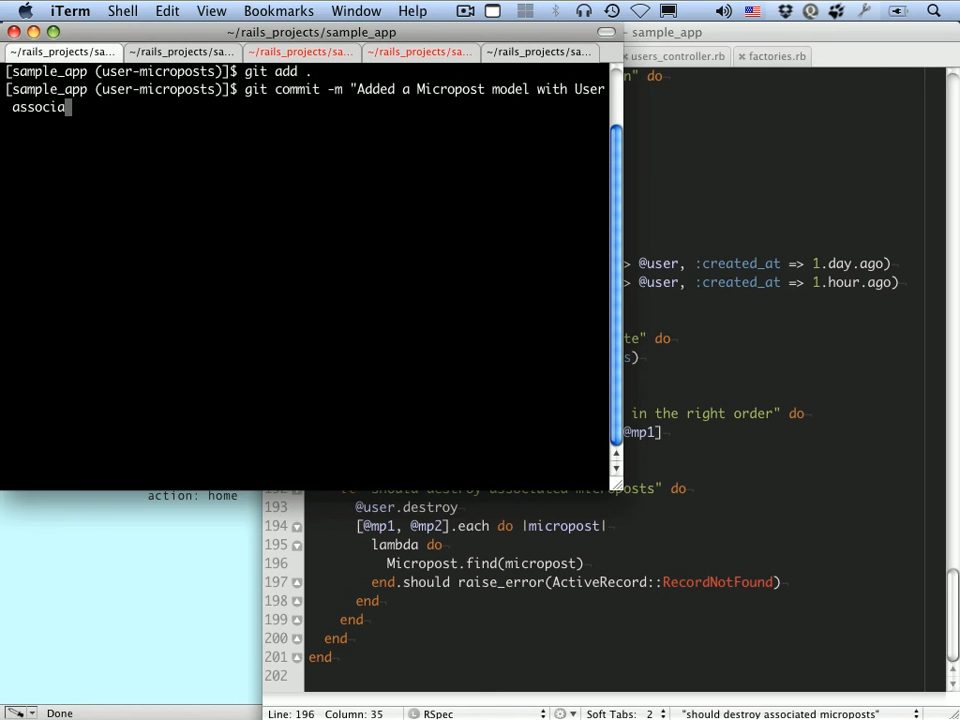 iTerm Shell Edit View Bookmarks Window Help
~/rails_projects/sample_app
sample_app
~/rails_projects/sa... ~/rails_projects/sa... ~/rails_projects/sa... ~/rails_projects/sa... ~/rails_projects/sa...
users_controller.rb factories.rb
[sample_app (user-microposts)]$ git add .
n" do
[sample_app (user-microposts)]$ git commit -m "Added a Micropost model with User
associa
> @user, :created_at => 1.day.ago)
> @user, :created_at => 1.hour.ago)
te" do
s)
in the right order" do
@mp1]
"should destroy associated microposts" do
action: home
193 @user.destroy
194 [@mp1, @mp2].each do |micropost|
195 lambda do
196 Micropost.find(micropost)
197 end.should raise_error(ActiveRecord::RecordNotFound)
198 end
199 end
200 end
201 end
202
Done
Line: 196 Column: 35 RSpec Soft Tabs: 2 "should destroy associated microposts"